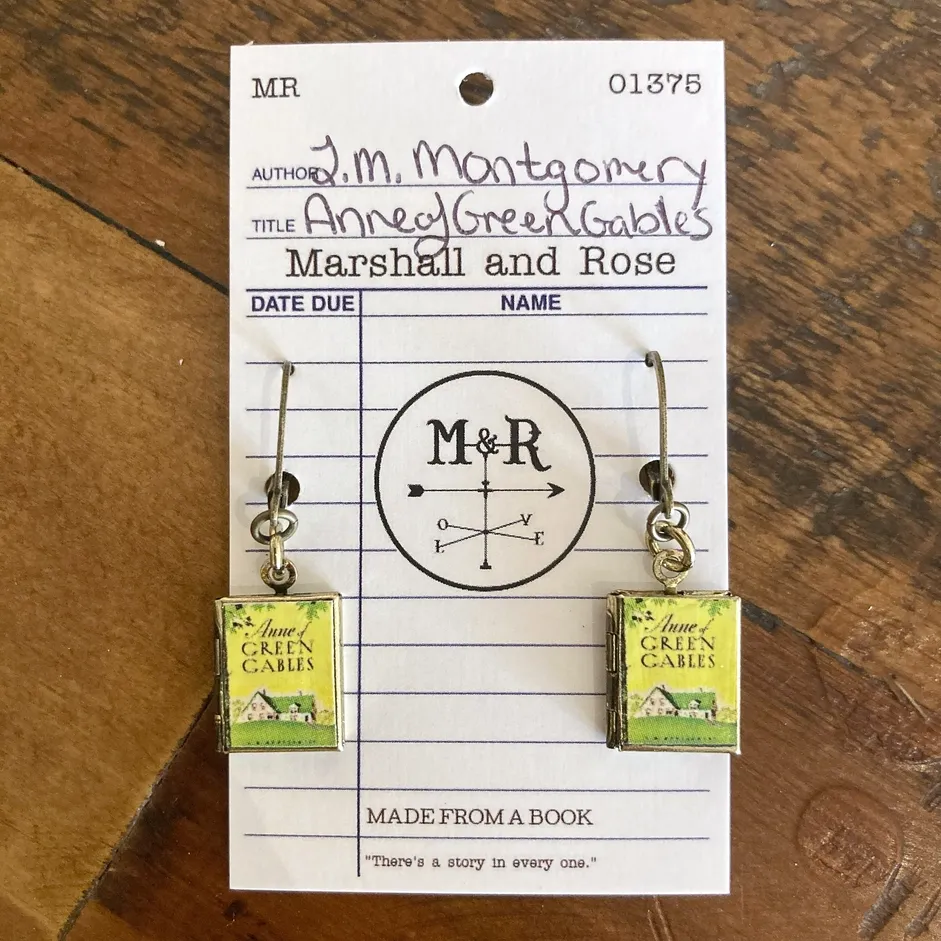 MR 01375
AUTHOR L.M. Montgomery
TITLE Anne of Green Gables
Marshall and Rose
DATE DUE NAME
M&R
O V
L E
Anne of
GREEN
GABLES
Anne of
GREEN
GABLES
MADE FROM A BOOK
"There's a story in every one."